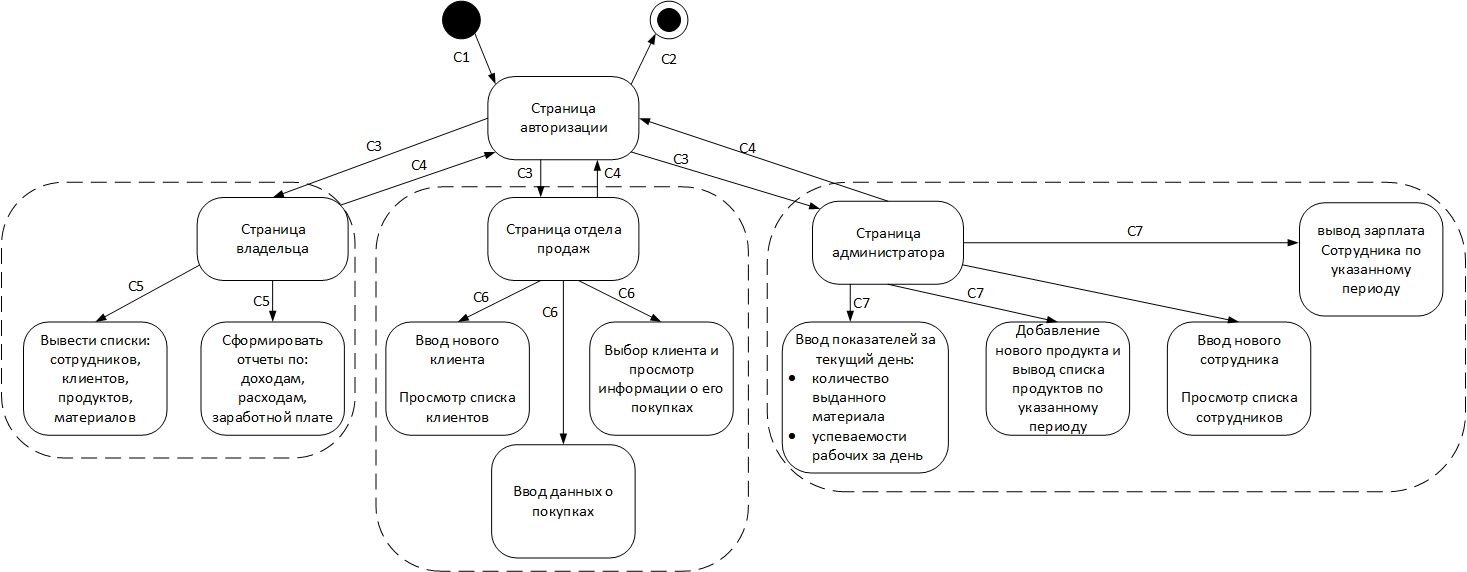 C1
C2
Страница
авторизации
C3
C4
C3
C4
C3
C4
Страница
владельца
C5
C5
Вывести списки:
сотрудников,
клиентов,
продуктов,
материалов
Сформировать
отчеты по:
доходам,
расходам,
заработной плате
Страница отдела
продаж
C6
C6
C6
Ввод нового
клиента
Просмотр списка
клиентов
Выбор клиента и
просмотр
информации о его
покупках
Ввод данных о
покупках
Страница
администратора
C7
C7
C7
вывод зарплата
Сотрудника по
указанному
периоду
Ввод показателей за
текущий день:
• количество
выданного
материала
• успеваемости
рабочих за день
Добавление
нового продукта и
вывод списка
продуктов по
указанному
периоду
Ввод нового
сотрудника
Просмотр списка
сотрудников